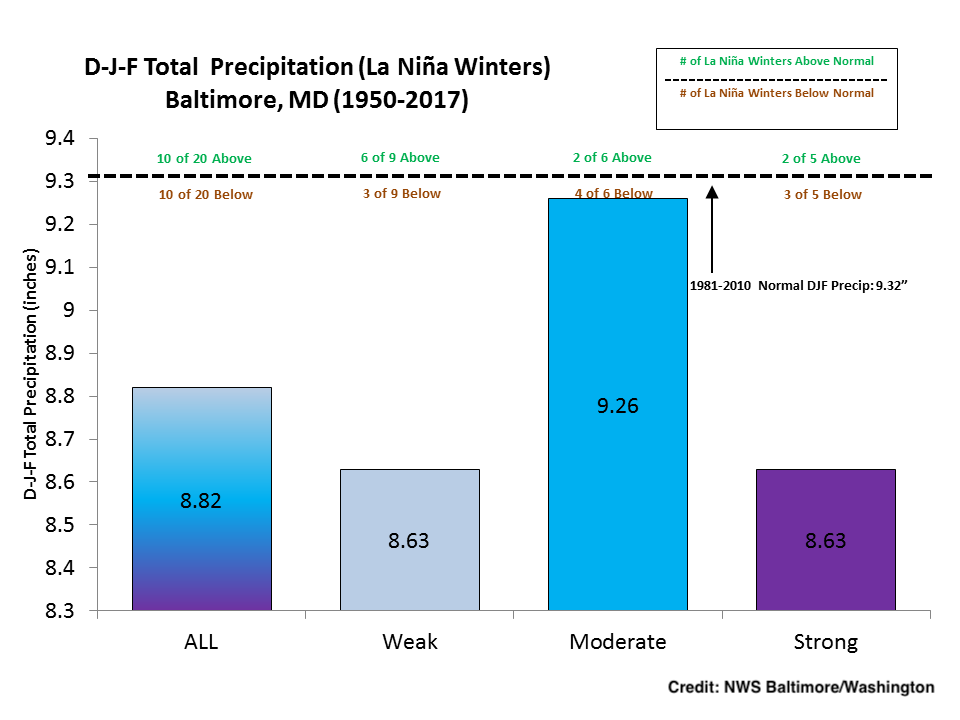 D-J-F Total Precipitation (La Niña Winters)
Baltimore, MD (1950-2017)
# of La Niña Winters Above Normal
# of La Niña Winters Below Normal
D-J-F Total Precipitation (inches)
9.4
9.3
9.2
9.1
9
8.9
8.8
8.7
8.6
8.5
8.4
8.3
10 of 20 Above
6 of 9 Above
2 of 6 Above
2 of 5 Above
10 of 20 Below
3 of 9 Below
4 of 6 Below
3 of 5 Below
1981-2010 Normal DJF Precip: 9.32”
8.82
8.63
9.26
8.63
ALL
Weak
Moderate
Strong
Credit: NWS Baltimore/Washington